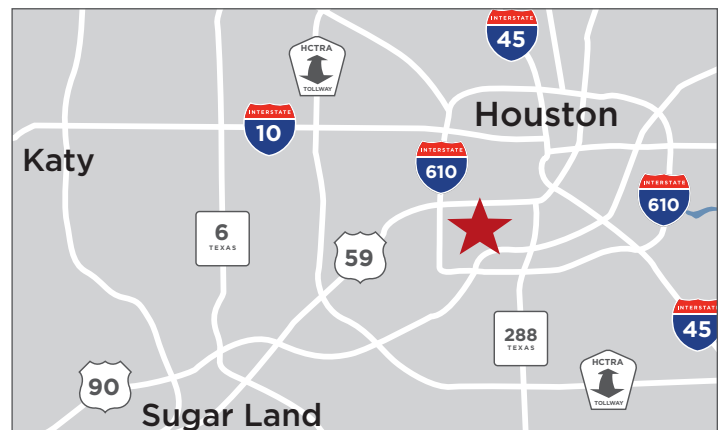 INTERSTATE
45
HCTRA
TOLLWAY
Houston
INTERSTATE
10
Katy
INTERSTATE
610
INTERSTATE
610
6
TEXAS
59
INTERSTATE
45
288
TEXAS
HCTRA
TOLLWAY
90
Sugar Land